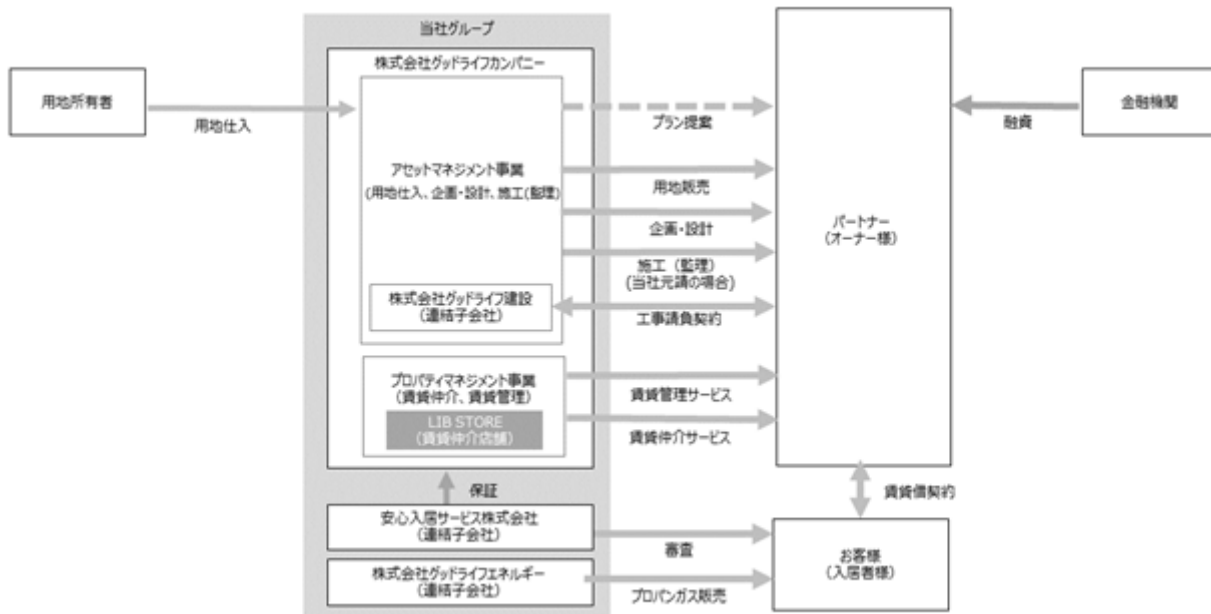 当社グループ
株式会社グッドライフカンパニー
用地所有者
用地仕入
アセットマネジメント事業
(用地仕入、企画・設計、施工(監理)
株式会社グッドライフ建設
(連結子会社)
プロパティマネジメント事業
(賃貸仲介、賃貸管理)
LIB STORE
(賃貸仲介店舗)
保証
安心入居サービス株式会社
(連結子会社)
株式会社グッドライフエネルギー
(連結子会社)
プラン提案
用地販売
企画・設計
施工(監理)
(当社元請の場合)
工事請負契約
賃貸管理サービス
賃貸仲介サービス
審査
プロパンガス販売
パートナー
(オーナー様)
融資
金融機関
賃貸借契約
お客様
(入居者様)